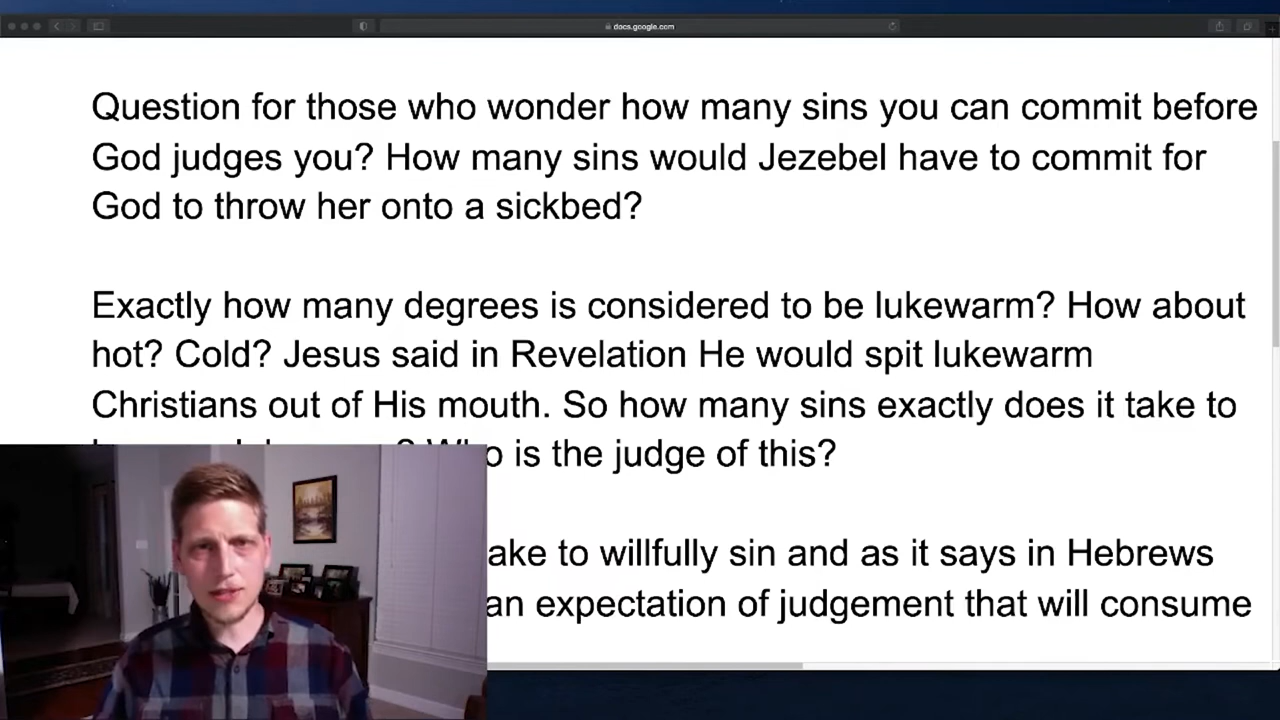 docs.google.com
Question for those who wonder how many sins you can commit before
God judges you? How many sins would Jezebel have to commit for
God to throw her onto a sickbed?
Exactly how many degrees is considered to be lukewarm? How about
hot? Cold? Jesus said in Revelation He would spit lukewarm
Christians out of His mouth. So how many sins exactly does it take to
is the judge of this?
to willfully sin and as it says in Hebrews
an expectation of judgement that will consume